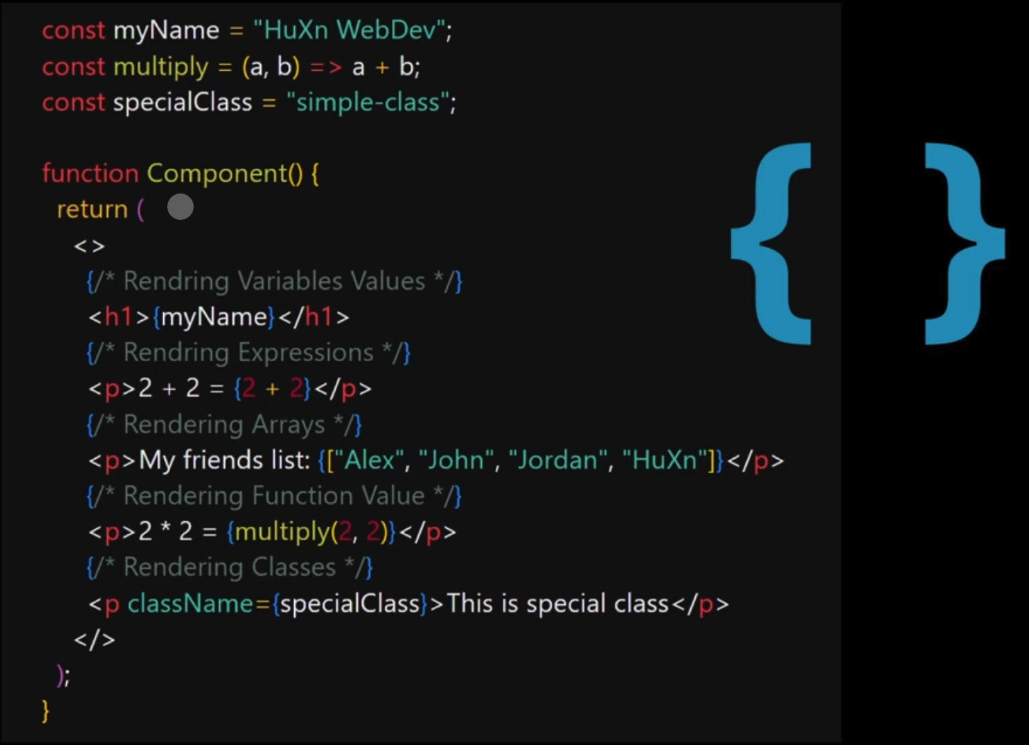 const myName = "HuXn WebDev";
const multiply = (a, b) => a + b;
const specialClass = "simple-class";
function Component() {
return (
<>
{/* Rendring Variables Values */}
<h1>{myName}</h1>
{/* Rendring Expressions */}
<p>2 + 2 = {2 + 2}</p>
{/* Rendering Arrays */}
<p>My friends list: {["Alex", "John", "Jordan", "HuXn"]}</p>
{/* Rendering Function Value */}
<p>2 * 2 = {multiply(2, 2)}</p>
{/* Rendering Classes */}
<p className={specialClass}>This is special class</p>
</>
);
}
{ }